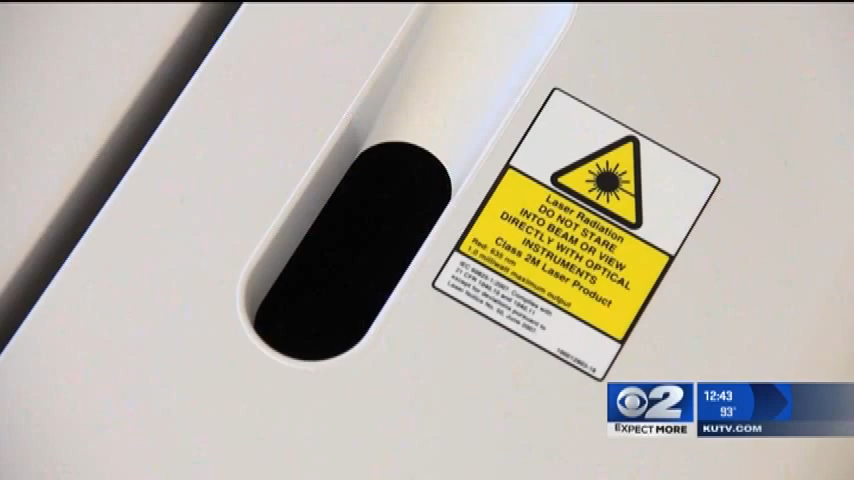 Laser Radiation
DO NOT STARE
INTO BEAM OR VIEW
DIRECTLY WITH OPTICAL
INSTRUMENTS
Class 2M Laser Product
Red: 635 nm
1.0 milliwatt maximum output
IEC 60825-1:2007. Complies with
21 CFR 1040.10 and 1040.11
except for deviations pursuant to
Laser Notice No. 50, June 2007.
2
EXPECT MORE
12:43
93°
KUTV.COM